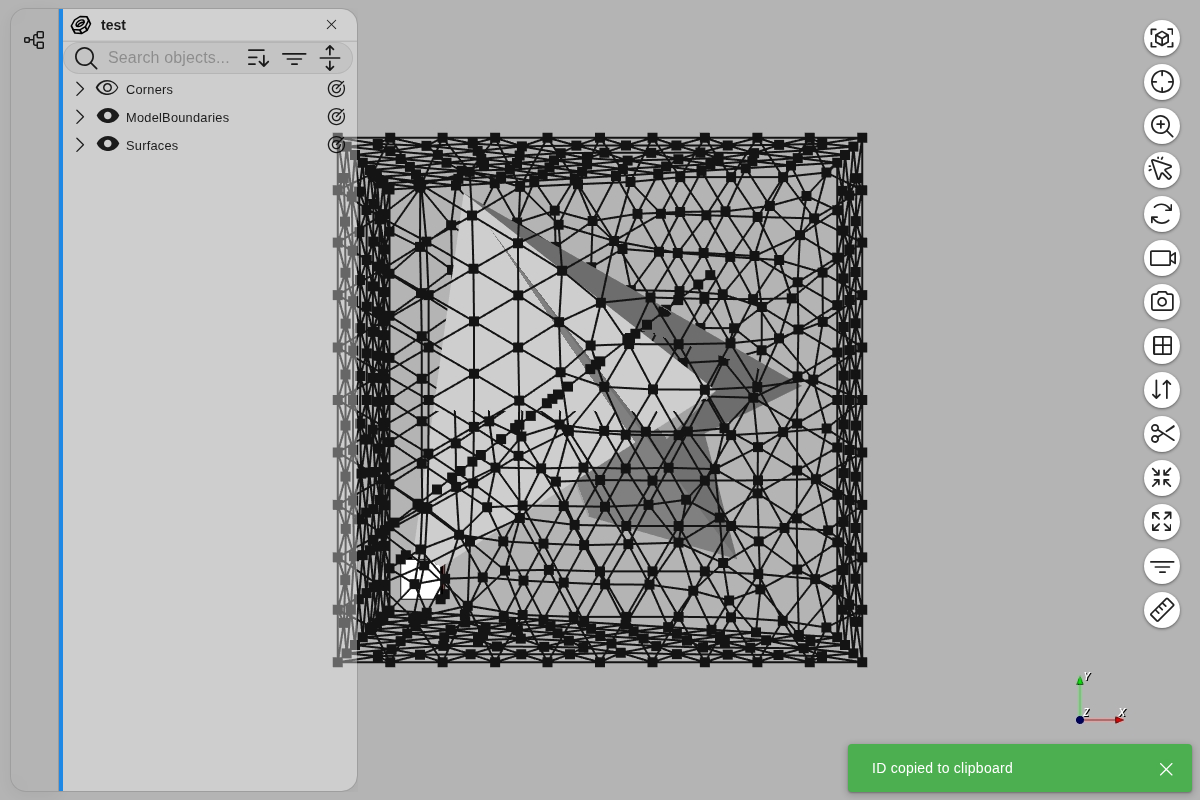 test
Search objects...
Corners
ModelBoundaries
Surfaces
Y
Z
X
ID copied to clipboard